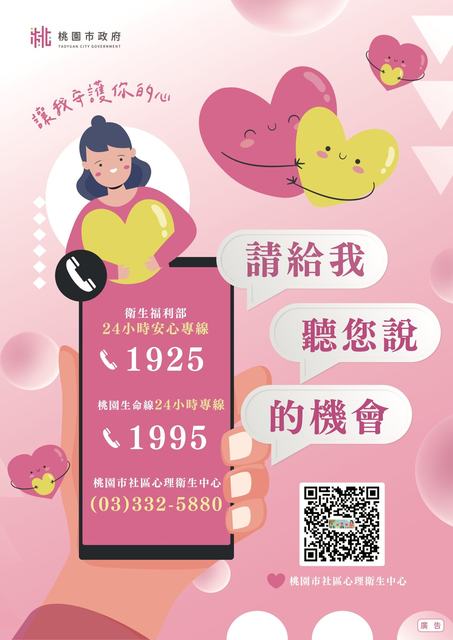 桃園市政府
TAOYUAN CITY GOVERNMENT
讓我守護你的心
請給我
聽您說
的機會
衛生福利部
24小時安心專線
1925
桃園生命線24小時專線
1995
桃園市社區心理衛生中心
(03)332-5880
桃園市社區心理衛生中心
廣告